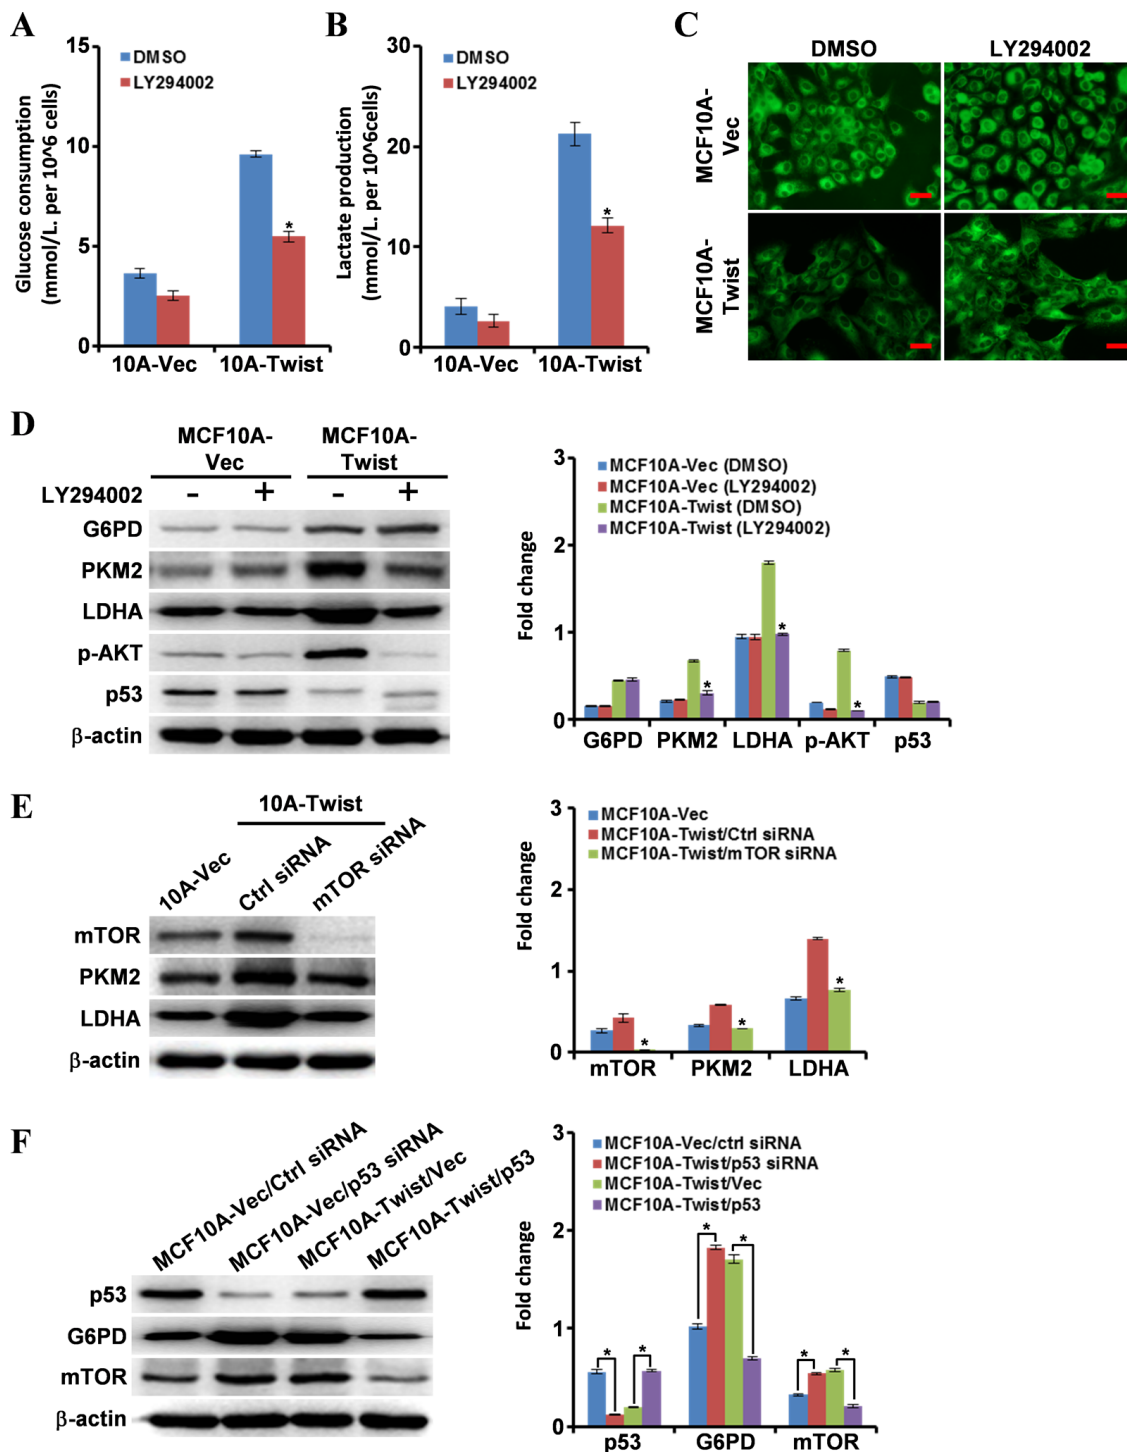 A
15
10
5
0
Glucose consumption
(mmol/L. per 10^6 cells)
DMSO
LY294002
*
10A-Vec
10A-Twist
B
30
20
10
0
Lactate production
(mmol/L. per 10^6cells)
DMSO
LY294002
*
10A-Vec
10A-Twist
C
DMSO
LY294002
MCF10A-
Vec
MCF10A-
Twist
D
MCF10A-
Vec
MCF10A-
Twist
LY294002 - + - +
G6PD
PKM2
LDHA
p-AKT
p53
β-actin
3
2
1
0
Fold change
MCF10A-Vec (DMSO)
MCF10A-Vec (LY294002)
MCF10A-Twist (DMSO)
MCF10A-Twist (LY294002)
* * *
G6PD PKM2 LDHA p-AKT p53
E
10A-Twist
10A-Vec
Ctrl siRNA
mTOR siRNA
mTOR
PKM2
LDHA
β-actin
3
2
1
0
Fold change
MCF10A-Vec
MCF10A-Twist/Ctrl siRNA
MCF10A-Twist/mTOR siRNA
* * *
mTOR PKM2 LDHA
F
MCF10A-Vec/Ctrl siRNA
MCF10A-Vec/p53 siRNA
MCF10A-Twist/Vec
MCF10A-Twist/p53
p53
G6PD
mTOR
β-actin
3
2
1
0
Fold change
MCF10A-Vec/ctrl siRNA
MCF10A-Twist/p53 siRNA
MCF10A-Twist/Vec
MCF10A-Twist/p53
* * * * * *
p53 G6PD mTOR